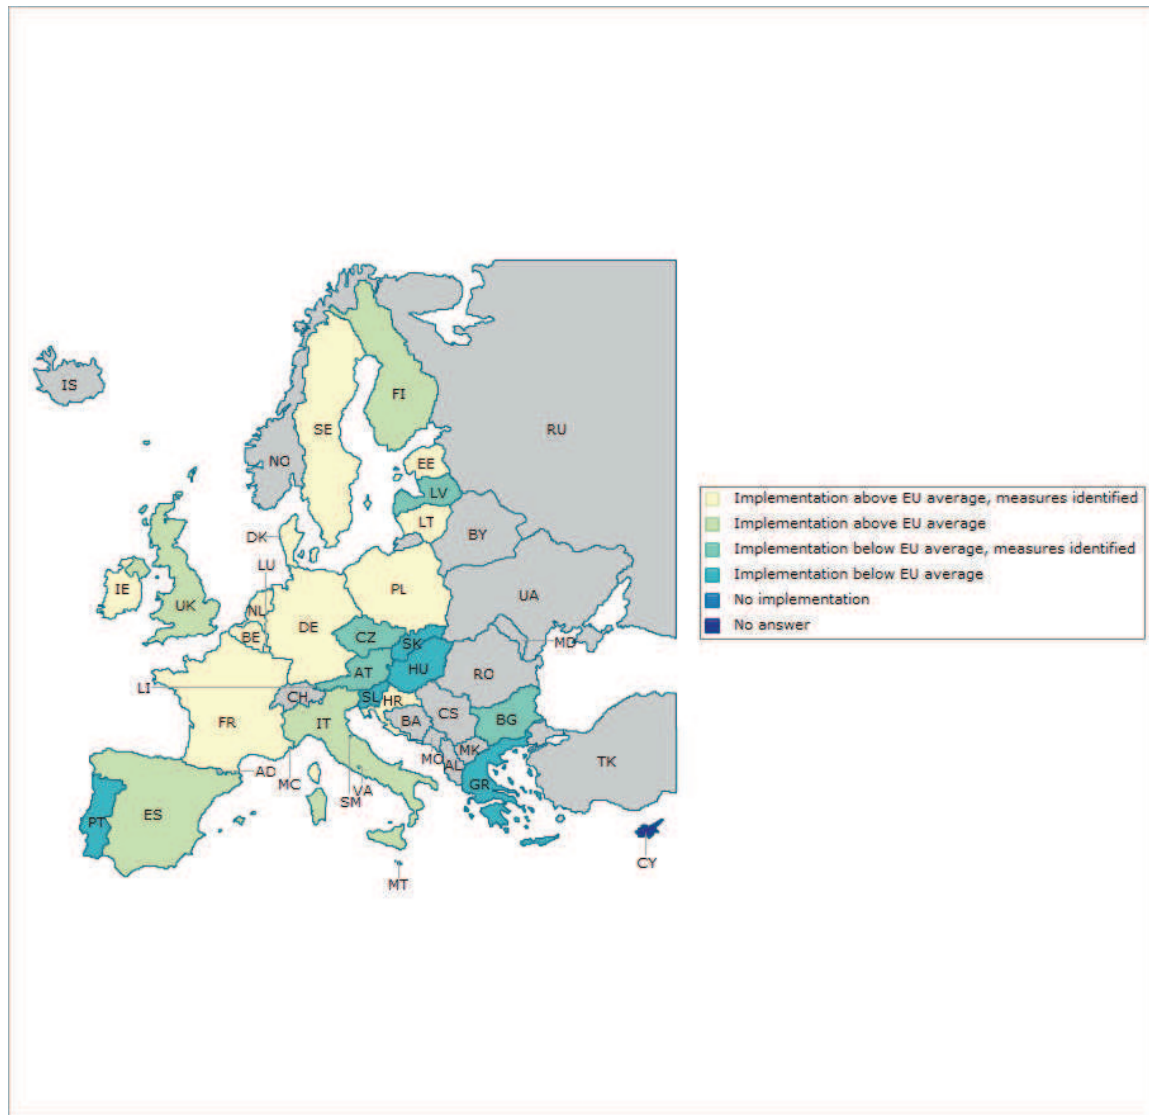 IS
FI
SE
RU
NO
EE
LV
LT
DK
BY
LU
IE
PL
NL
UK
DE
UA
BE
CZ
SK
MD
AT
HU
RO
LI
CH
SL
HR
FR
IT
CS
BA
BG
MK
MO
AL
TK
AD
MC
VA
SM
GR
ES
PT
CY
MT
Implementation above EU average, measures identified
Implementation above EU average
Implementation below EU average, measures identified
Implementation below EU average
No implementation
No answer